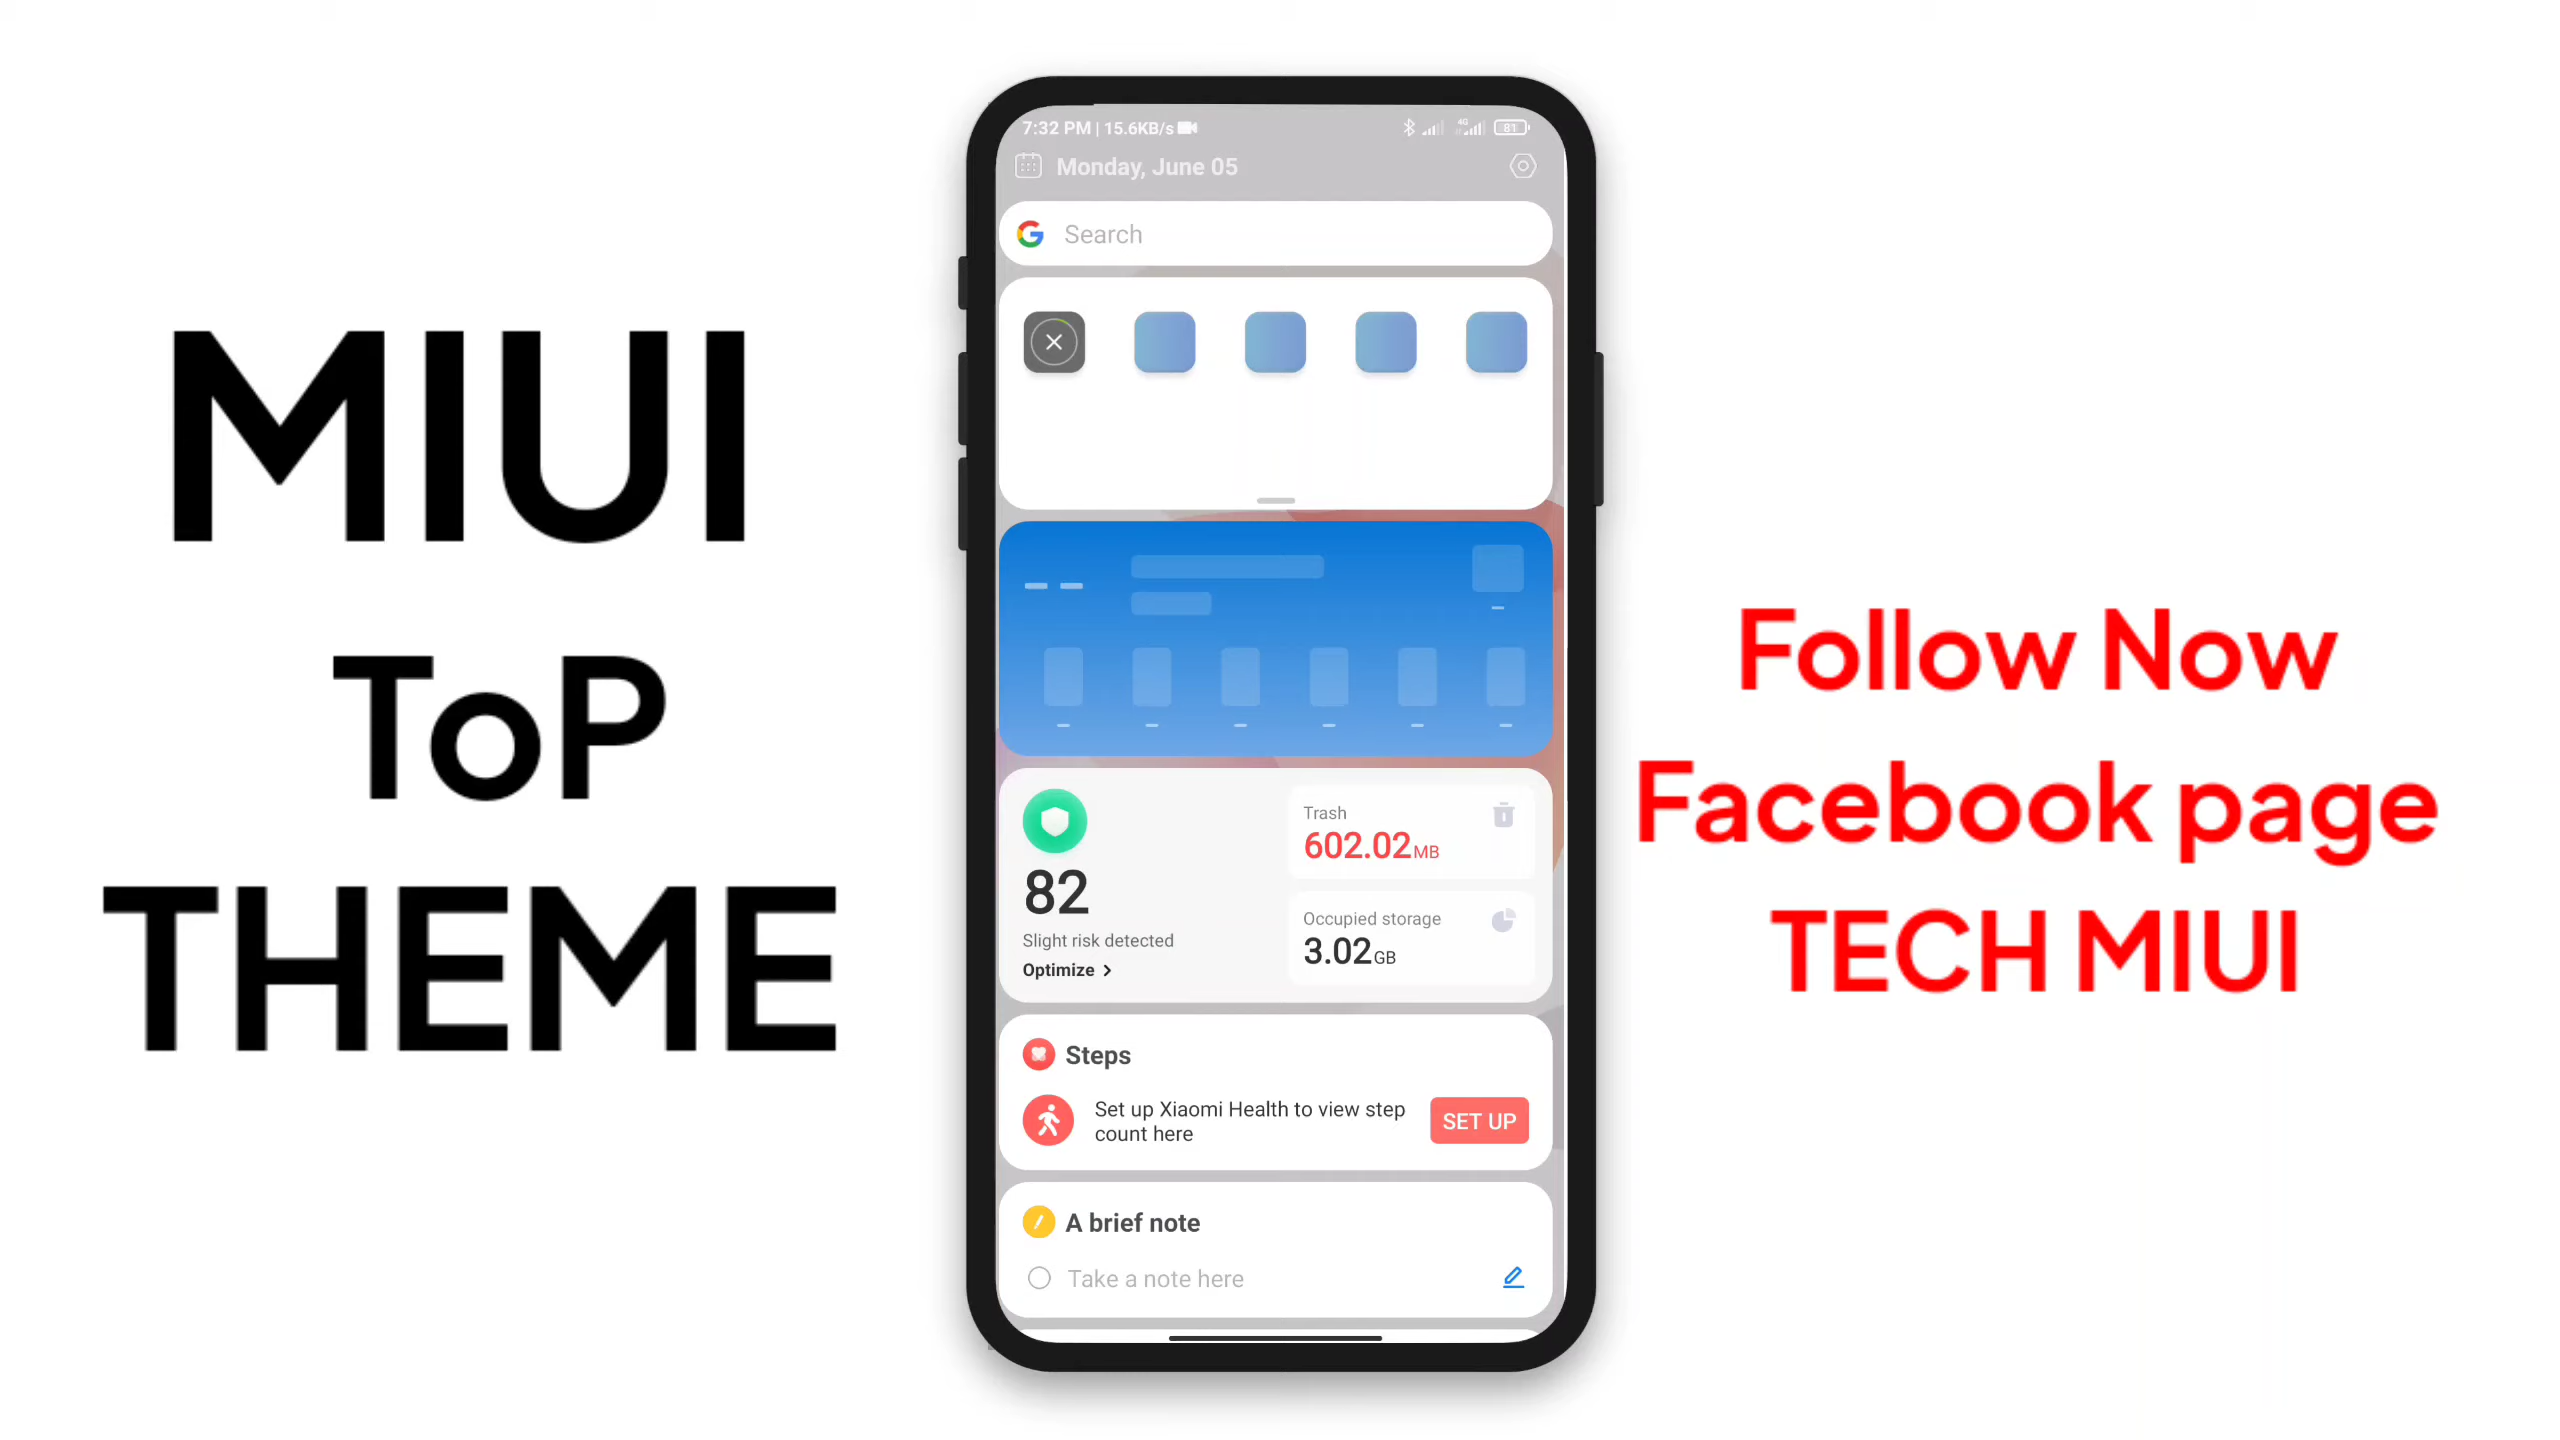 MIUI
ToP
THEME
7:32 PM | 15.6KB/s
4G
81
Monday, June 05
Search
Trash
602.02MB
82
Slight risk detected
Optimize
Occupied storage
3.02GB
Steps
Set up Xiaomi Health to view step
count here
SET UP
A brief note
Take a note here
Follow Now
Facebook page
TECH MIUI